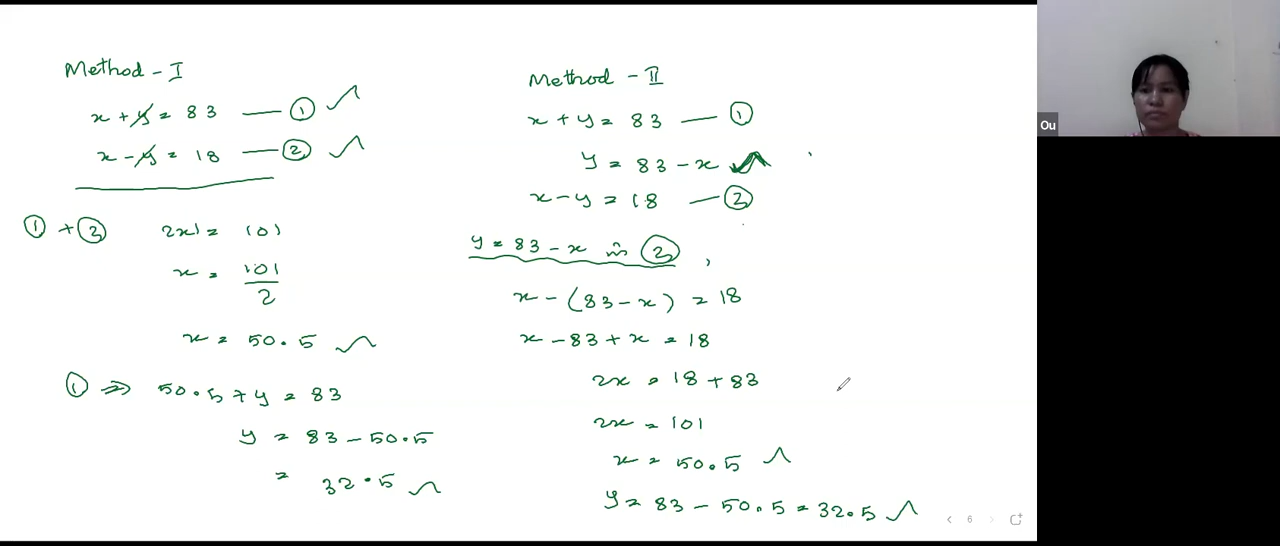 Method - I
x + y = 83 — ①
x - y = 18 — ②
① + ② 2x = 101
x = 101/2
x = 50.5
① ⇒ 50.5 + y = 83
y = 83 - 50.5
= 32.5
Method - II
x + y = 83 — ①
y = 83 - x
x - y = 18 — ②
y = 83 - x in ②,
x - (83 - x) = 18
x - 83 + x = 18
2x = 18 + 83
2x = 101
x = 50.5
y = 83 - 50.5 = 32.5
Ou
6